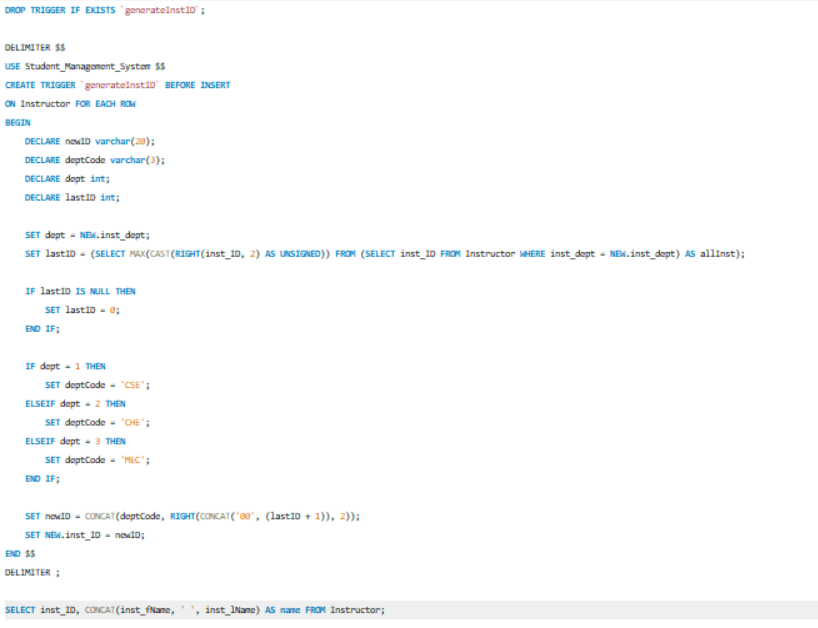 DROP TRIGGER IF EXISTS `generateInstID`;
DELIMITER $$
USE Student_Management_System $$
CREATE TRIGGER `generateInstID` BEFORE INSERT
ON Instructor FOR EACH ROW
BEGIN
DECLARE newID varchar(20);
DECLARE deptCode varchar(3);
DECLARE dept int;
DECLARE lastID int;
SET dept = NEW.inst_dept;
SET lastID = (SELECT MAX(CAST(RIGHT(inst_ID, 2) AS UNSIGNED)) FROM (SELECT inst_ID FROM Instructor WHERE inst_dept = NEW.inst_dept) AS allInst);
IF lastID IS NULL THEN
SET lastID = 0;
END IF;
IF dept = 1 THEN
SET deptCode = 'CSE';
ELSEIF dept = 2 THEN
SET deptCode = 'CHE';
ELSEIF dept = 3 THEN
SET deptCode = 'MEC';
END IF;
SET newID = CONCAT(deptCode, RIGHT(CONCAT('00', (lastID + 1)), 2));
SET NEW.inst_ID = newID;
END $$
DELIMITER ;
SELECT inst_ID, CONCAT(inst_fName, ' ', inst_lName) AS name FROM Instructor;